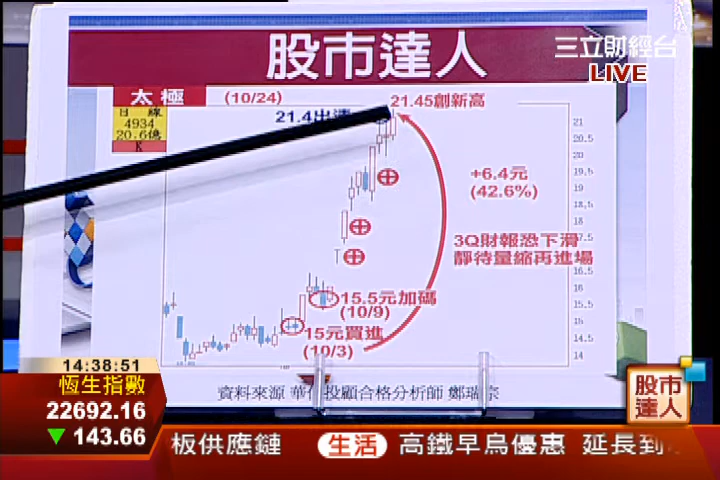 股市達人
三立財經台
LIVE
太極 (10/24)
日線
4934
20.6億
K
21.45創新高
21.4出清
+6.4元
(42.6%)
3Q財報恐下滑
靜待量縮再進場
15.5元加碼
(10/9)
15元買進
(10/3)
21
20.5
20
19.5
19
18.5
18
17.5
16.5
16
15.5
15
14.5
14
資料來源 華信投顧合格分析師 鄭瑞宗
14:38:51
恆生指數
22692.16
▼ 143.66
股市
達人
板供應鏈 生活 高鐵早鳥優惠 延長到